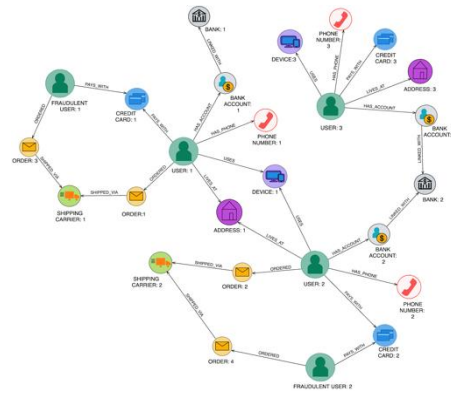 BANK: 1
LINKED_WITH
PHONE
NUMBER:
3
DEVICE:3
USES
HAS_PHONE
PAYS_WITH
CREDIT
CARD: 3
LIVES_AT
ADDRESS: 3
FRAUDULENT
USER: 1
PAYS_WITH
CREDIT
CARD: 1
BANK
ACCOUNT:
1
HAS_ACCOUNT
USER: 3
HAS_ACCOUNT
BANK
ACCOUNT:
ORDERED
PAYS_WITH
HAS_PHONE
PHONE
NUMBER: 1
LINKED_WITH
ORDER: 3
USER: 1
ORDERED
USES
DEVICE: 1
BANK: 2
SHIPPED_VIA
SHIPPED_VIA
SHIPPING
CARRIER: 1
ORDER:1
LIVES_AT
ADDRESS: 1
USES
LINKED_WITH
LIVES_AT
HAS_ACCOUNT
BANK
ACCOUNT:
2
SHIPPING
CARRIER: 2
SHIPPED_VIA
ORDER: 2
ORDERED
USER: 2
HAS_PHONE
PHONE
NUMBER:
2
SHIPPED_VIA
PAYS_WITH
CREDIT
CARD: 2
ORDER: 4
ORDERED
PAYS_WITH
FRAUDULENT USER: 2